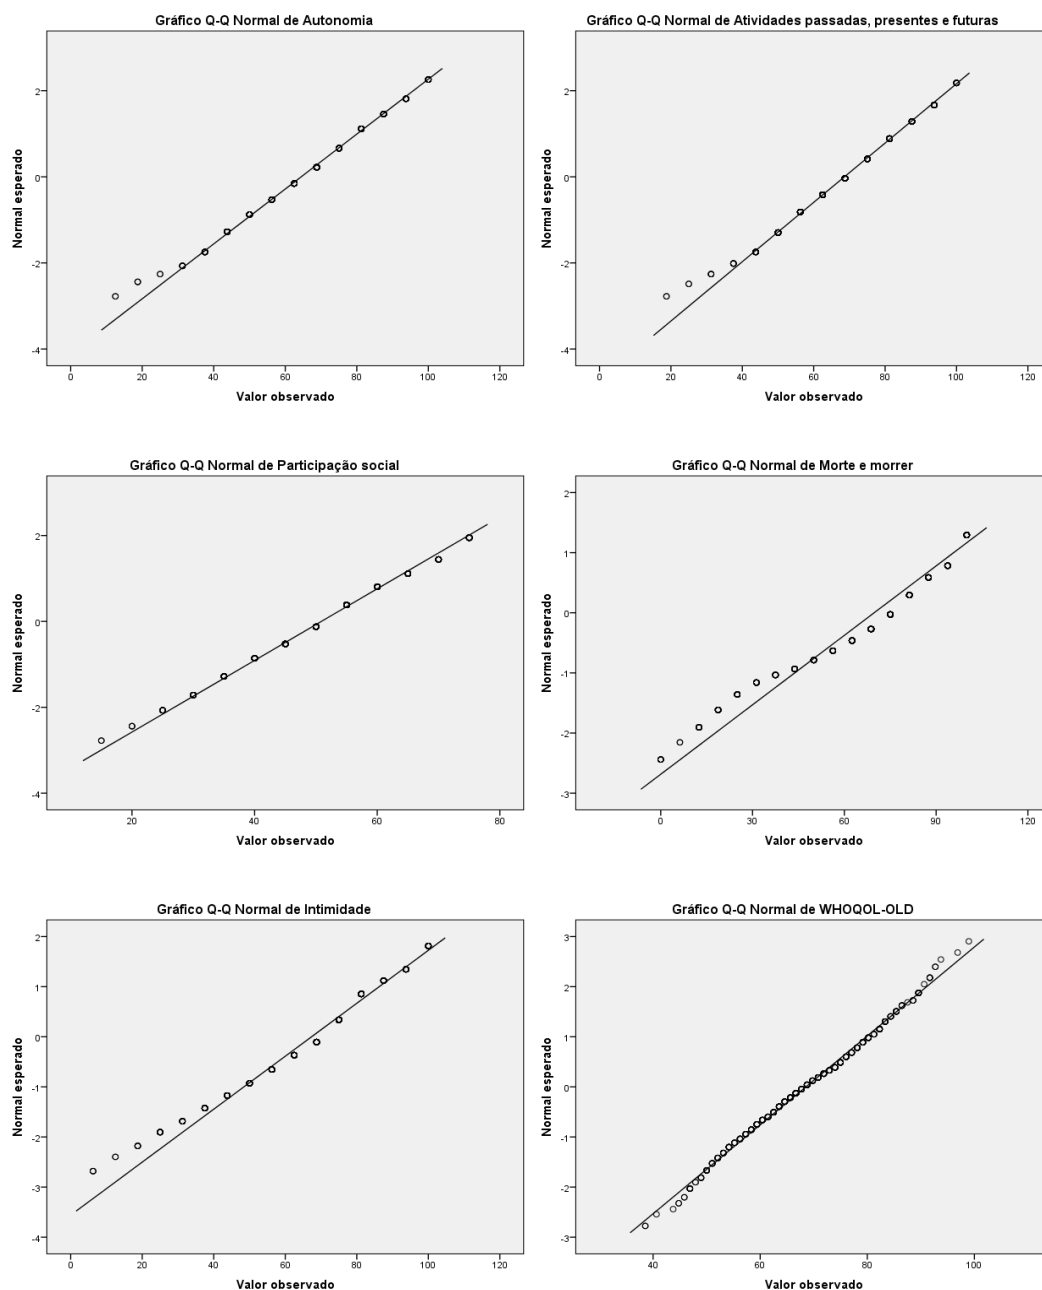 Gráfico Q-Q Normal de Autonomia
Normal esperado
2
0
-2
-4
0 20 40 60 80 100 120
Valor observado
Gráfico Q-Q Normal de Atividades passadas, presentes e futuras
Normal esperado
2
0
-2
-4
0 20 40 60 80 100 120
Valor observado
Gráfico Q-Q Normal de Participação social
Normal esperado
2
0
-2
-4
20 40 60 80
Valor observado
Gráfico Q-Q Normal de Morte e morrer
Normal esperado
2
1
0
-1
-2
-3
0 30 60 90 120
Valor observado
Gráfico Q-Q Normal de Intimidade
Normal esperado
2
1
0
-1
-2
-3
-4
0 20 40 60 80 100 120
Valor observado
Gráfico Q-Q Normal de WHOQOL-OLD
Normal esperado
3
2
1
0
-1
-2
-3
40 60 80 100
Valor observado